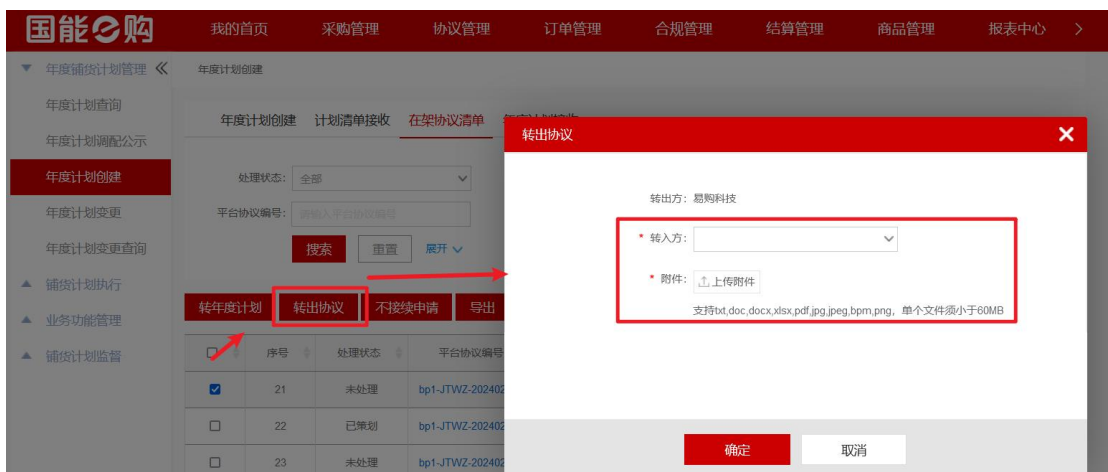 国能e购 我的首页 采购管理 协议管理 订单管理 合规管理 结算管理 商品管理 报表中心
年度铺货计划管理
年度计划创建
年度计划查询
年度计划调配公示
年度计划创建
年度计划变更
年度计划变更查询
铺货计划执行
业务功能管理
铺货计划监督
年度计划创建 计划清单接收 在架协议清单
处理状态: 全部
平台协议编号: 请输入平台协议编号
搜索 重置 展开
转年度计划 转出协议 不接续申请 导出
序号 处理状态 平台协议编号
21 未处理 bp1-JTWZ-202402
22 已策划 bp1-JTWZ-202402
23 未处理 bp1-JTWZ-202402
转出协议
转出方: 易购科技
* 转入方:
* 附件: 上传附件
支持txt,doc,docx,xlsx,pdf,jpg,jpeg,bpm,png，单个文件须小于60MB
确定 取消